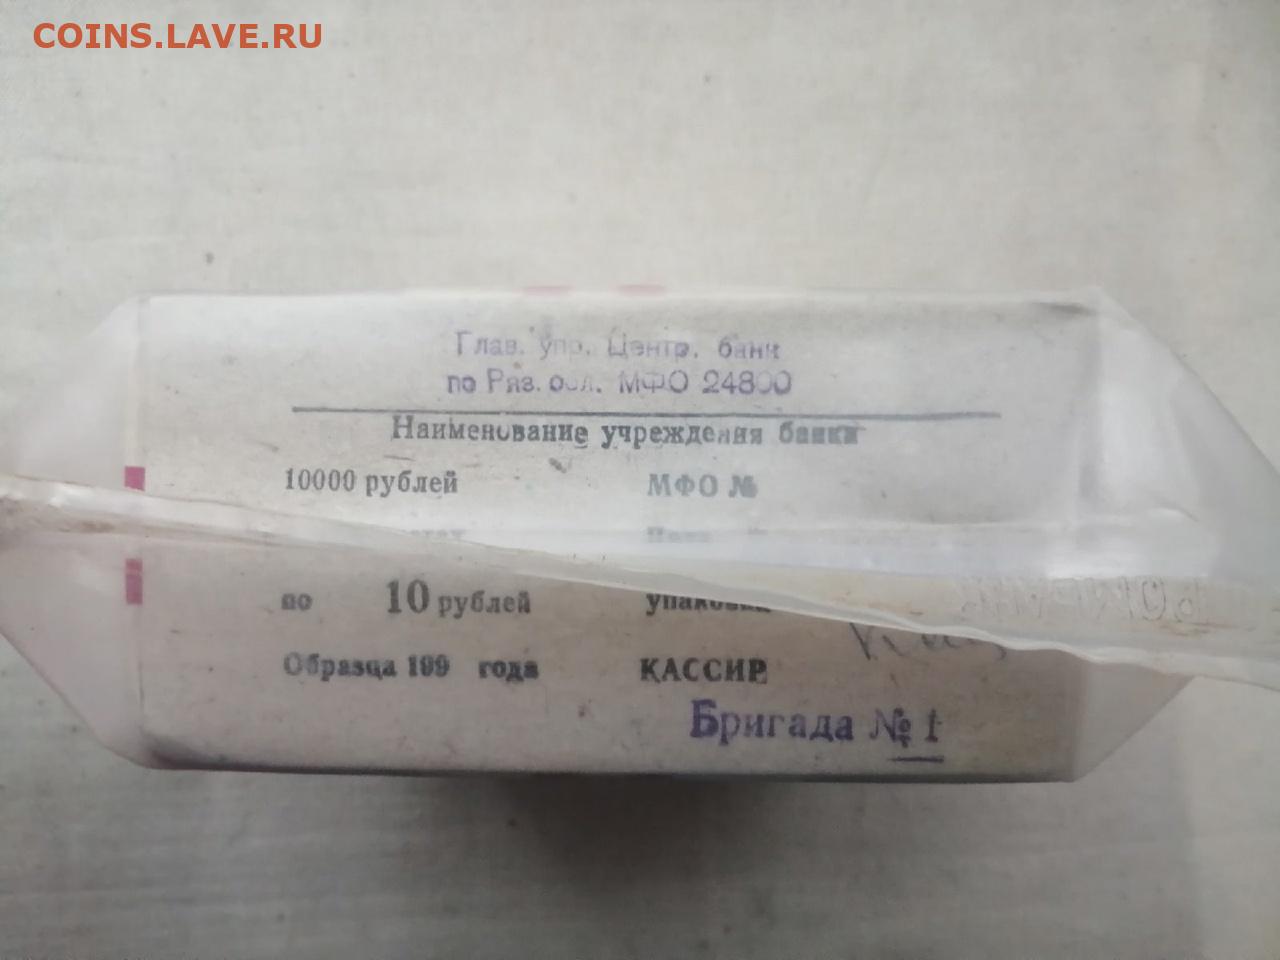 COINS.LAVE.RU
Глав. упр. Центр. банк
по Ряз. обл. МФО 24800
Наименование учреждения банка
10000 рублей МФО №
по 10 рублей упаковки
Образца 199 года КАССИР
Бригада № 1